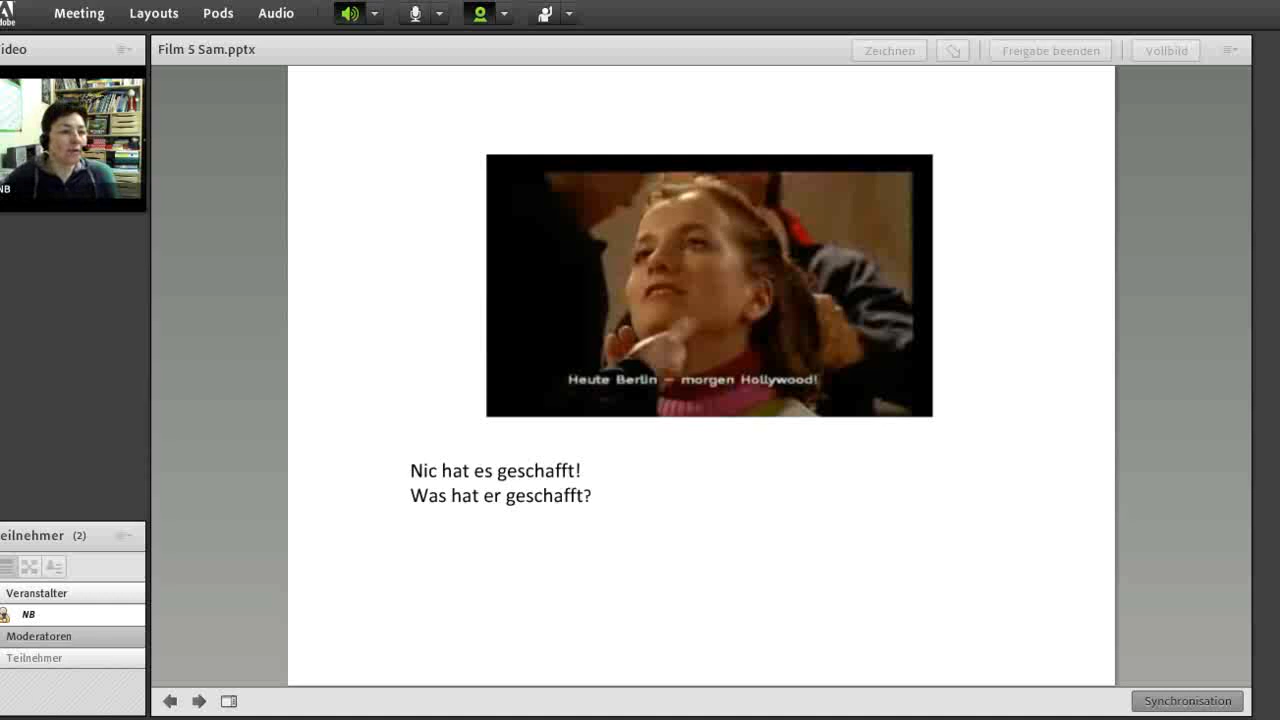 Meeting Layouts Pods Audio
ideo
Film 5 Sam.pptx
Zeichnen
Freigabe beenden
Vollbild
NB
Heute Berlin – morgen Hollywood!
Nic hat es geschafft!
Was hat er geschafft?
eilnehmer (2)
Veranstalter
NB
Moderatoren
Teilnehmer
Synchronisation